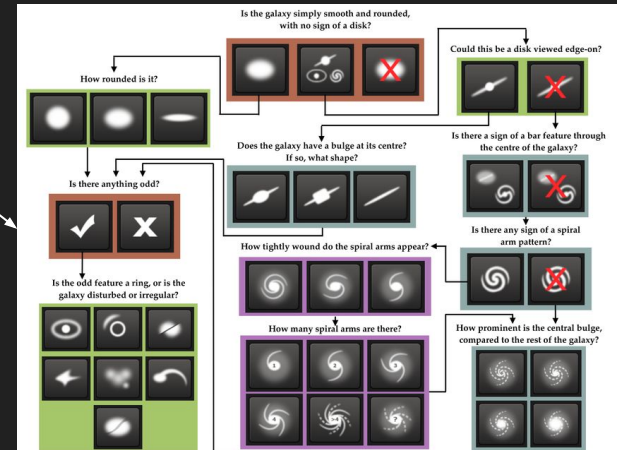 Is the galaxy simply smooth and rounded,
with no sign of a disk?
Could this be a disk viewed edge-on?
How rounded is it?
Does the galaxy have a bulge at its centre?
If so, what shape?
Is there a sign of a bar feature through
the centre of the galaxy?
Is there anything odd?
Is there any sign of a spiral
arm pattern?
How tightly wound do the spiral arms appear?
Is the odd feature a ring, or is the
galaxy disturbed or irregular?
How many spiral arms are there?
1
2
3
4
?
How prominent is the central bulge,
compared to the rest of the galaxy?